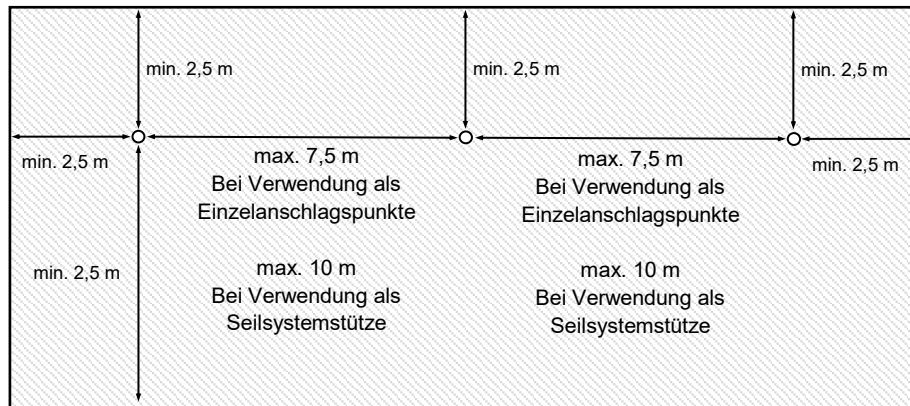 min. 2,5 m
min. 2,5 m
min. 2,5 m
min. 2,5 m
max. 7,5 m
Bei Verwendung als
Einzelanschlagspunkte
max. 7,5 m
Bei Verwendung als
Einzelanschlagspunkte
min. 2,5 m
min. 2,5 m
max. 10 m
Bei Verwendung als
Seilsystemstütze
max. 10 m
Bei Verwendung als
Seilsystemstütze